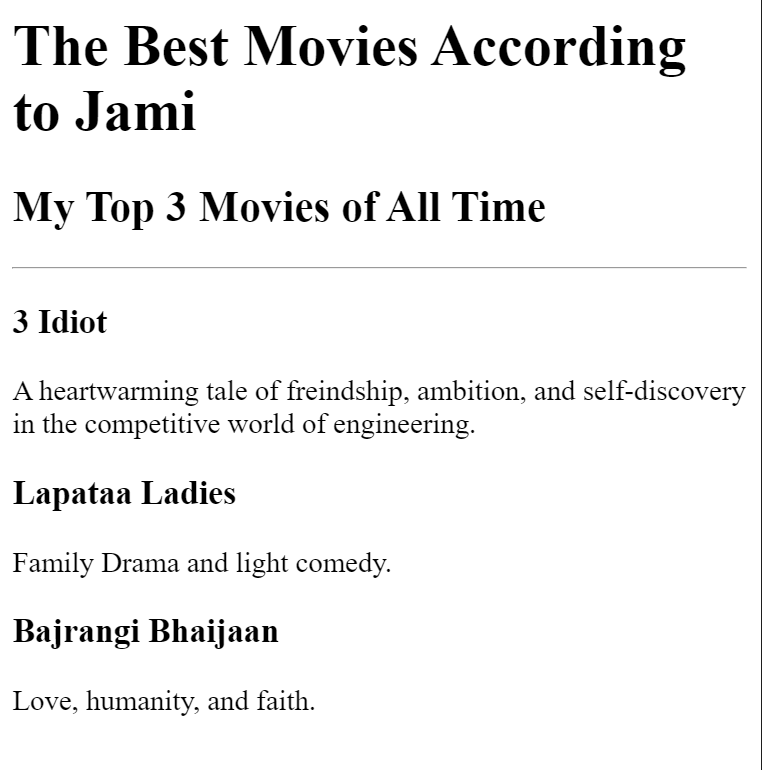 The Best Movies According
to Jami
My Top 3 Movies of All Time
3 Idiot
A heartwarming tale of freindship, ambition, and self-discovery
in the competitive world of engineering.
Lapataa Ladies
Family Drama and light comedy.
Bajrangi Bhaijaan
Love, humanity, and faith.